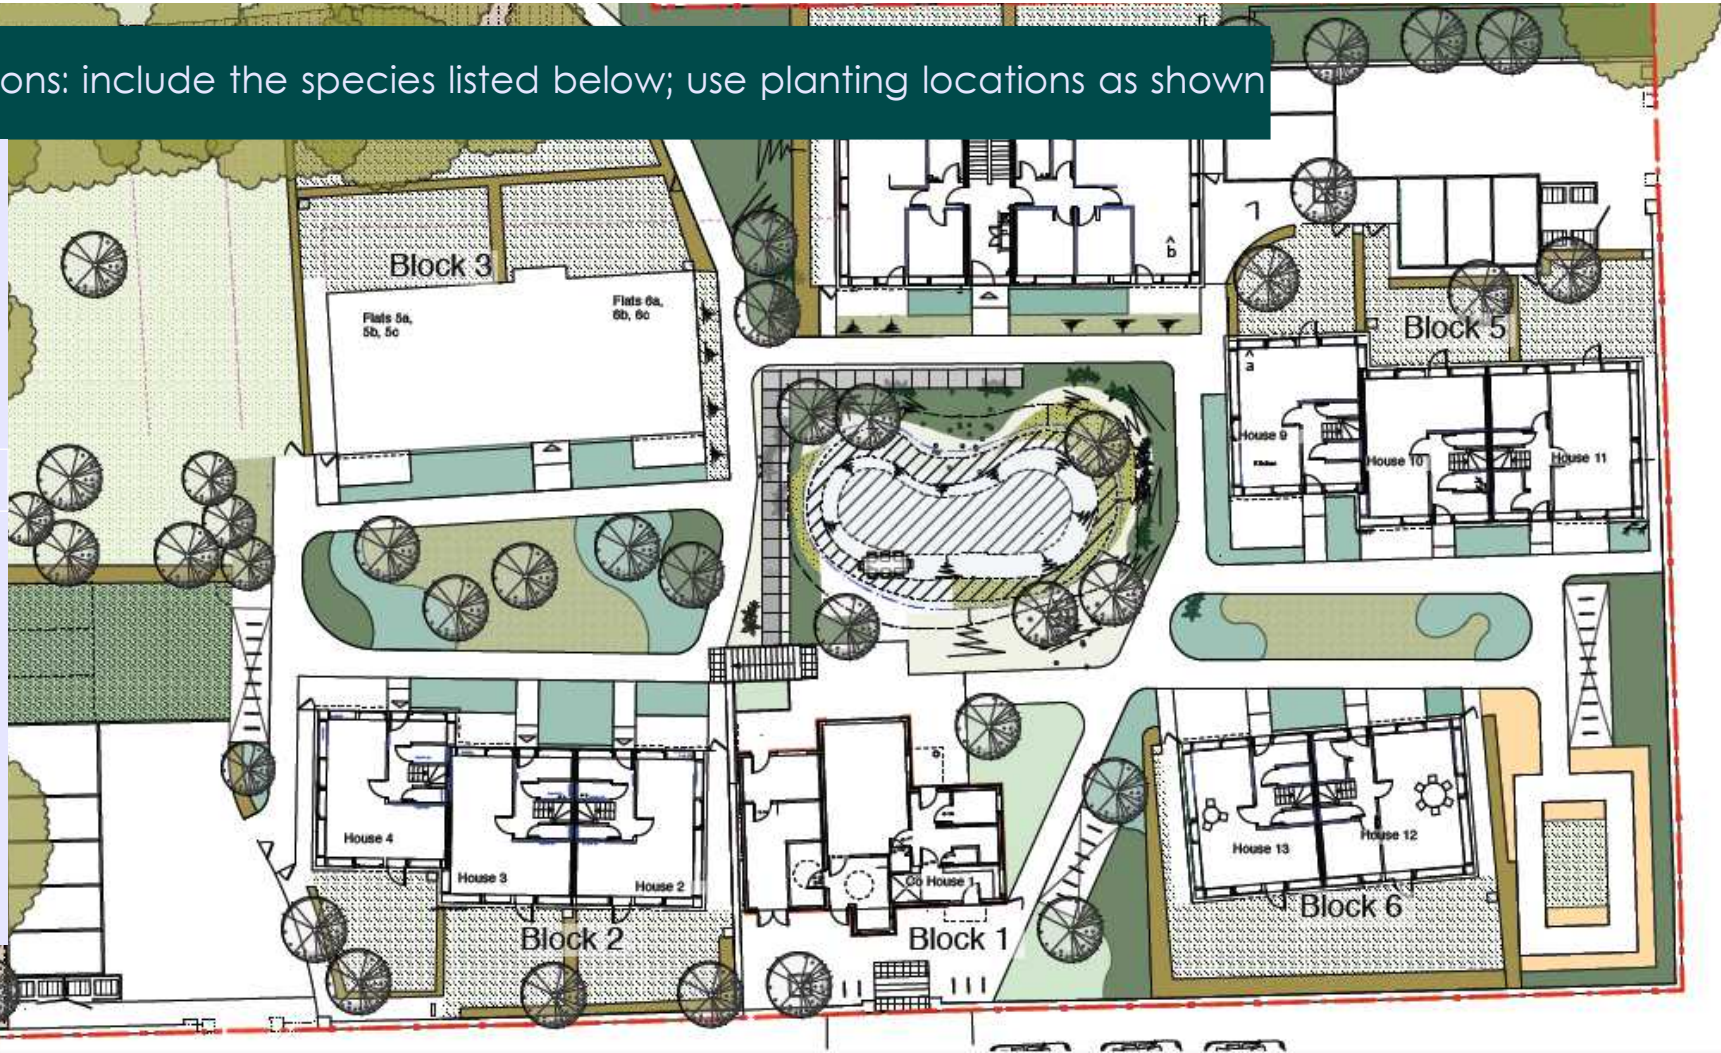 ons: include the species listed below; use planting locations as shown
b
Block 3
Flats 6a,
6b, 6c
Flats 5a,
5b, 5c
Block 5
a
House 9
Kitchen
House 10
House 11
House 4
House 3
House 2
Co House 1
House 12
House 13
Block 6
Block 2
Block 1